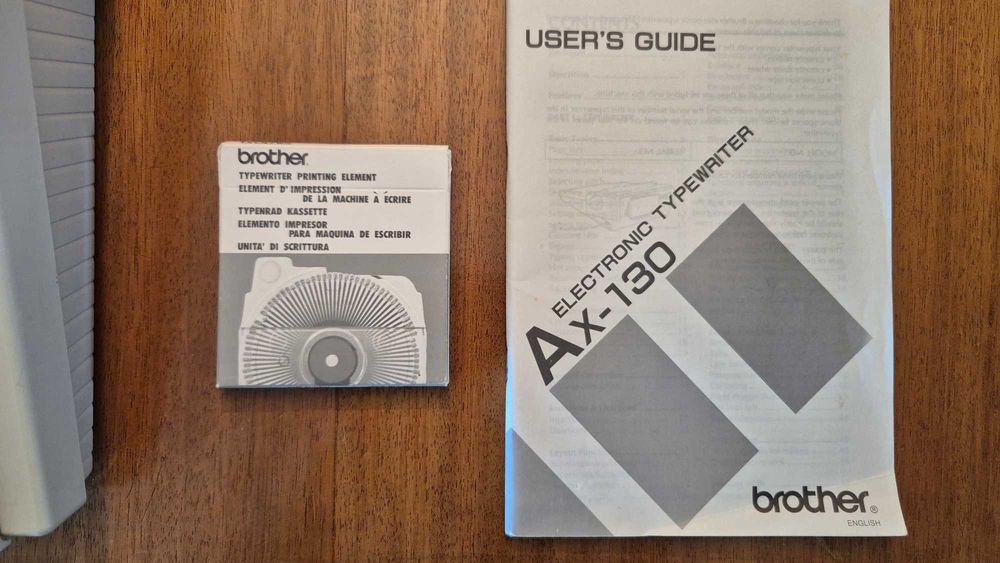 brother
TYPEWRITER PRINTING ELEMENT
ELEMENT D'IMPRESSION
DE LA MACHINE À ÉCRIRE
TYPENRAD KASSETTE
ELEMENTO IMPRESOR
PARA MAQUINA DE ESCRIBIR
UNITA' DI SCRITTURA
USER'S GUIDE
ELECTRONIC TYPEWRITER
AX-130
brother®
ENGLISH